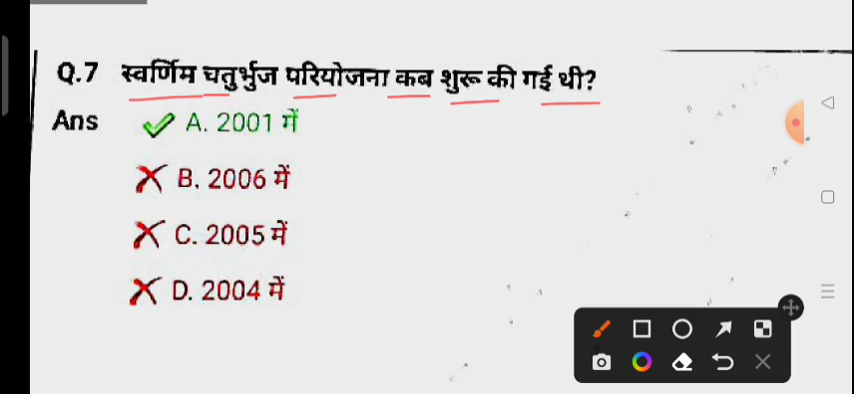 Q.7 स्वर्णिम चतुर्भुज परियोजना कब शुरू की गई थी?
Ans A. 2001 में
B. 2006 में
C. 2005 में
D. 2004 में